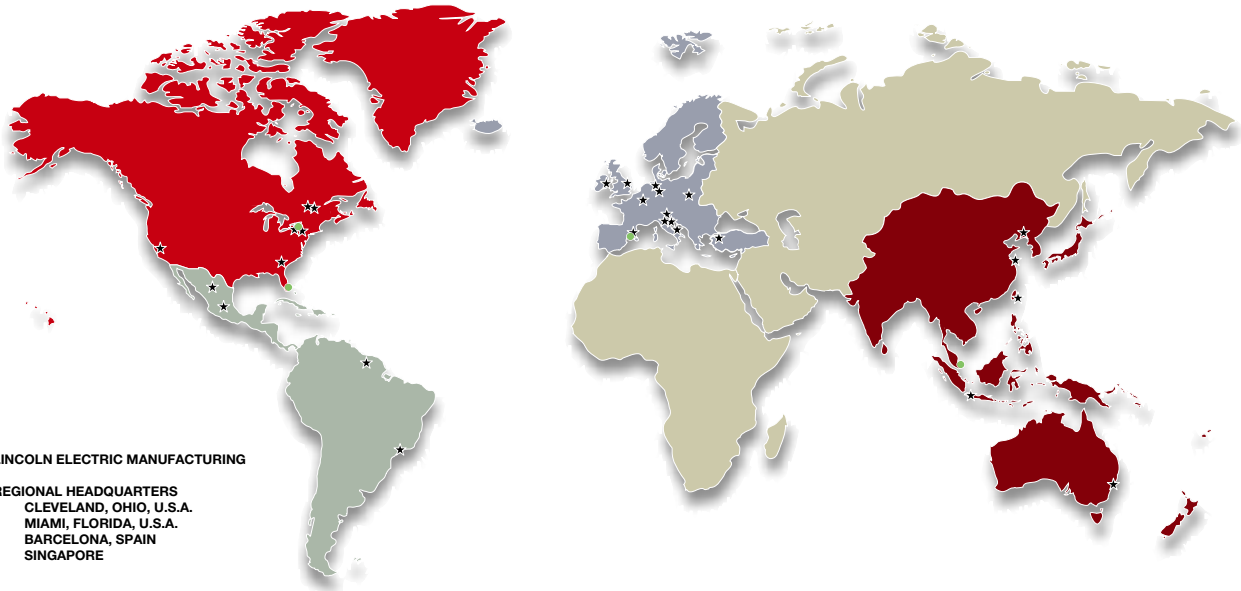 INCOLN ELECTRIC MANUFACTURING
REGIONAL HEADQUARTERS
CLEVELAND, OHIO, U.S.A.
MIAMI, FLORIDA, U.S.A.
BARCELONA, SPAIN
SINGAPORE